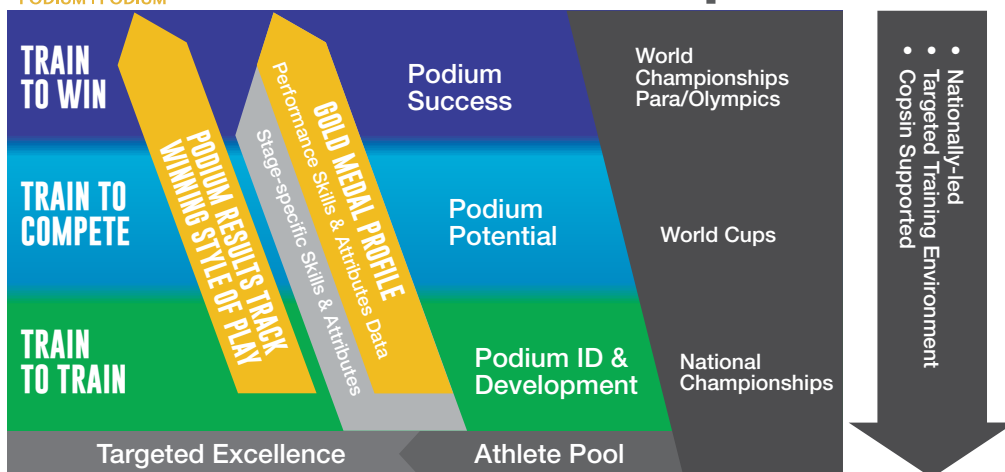 PODIUM | PODIUM
TRAIN
TO WIN
TRAIN TO
COMPETE
TRAIN
TO TRAIN
PODIUM RESULTS TRACK
WINNING STYLE OF PLAY
GOLD MEDAL PROFILE
Performance Skills & Attributes Data
Stage-specific Skills & Attributes
Podium
Success
Podium
Potential
Podium ID &
Development
World
Championships
Para/Olympics
World Cups
National
Championships
• Nationally-led
• Targeted Training Environment
• Copsin Supported
Targeted Excellence
Athlete Pool